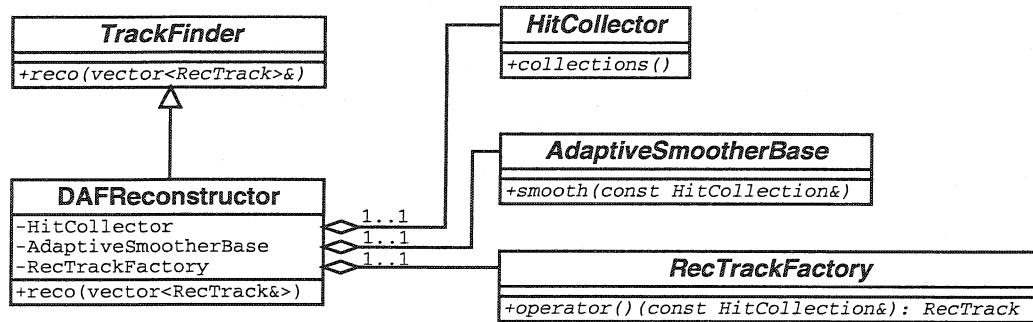 TrackFinder
+reco(vector<RecTrack>&)
HitCollector
+collections()
AdaptiveSmootherBase
+smooth(const HitCollection&)
DAFReconstructor
-HitCollector
-AdaptiveSmootherBase
-RecTrackFactory
+reco(vector<RecTrack&>)
1..1
1..1
1..1
RecTrackFactory
+operator()(const HitCollection&): RecTrack